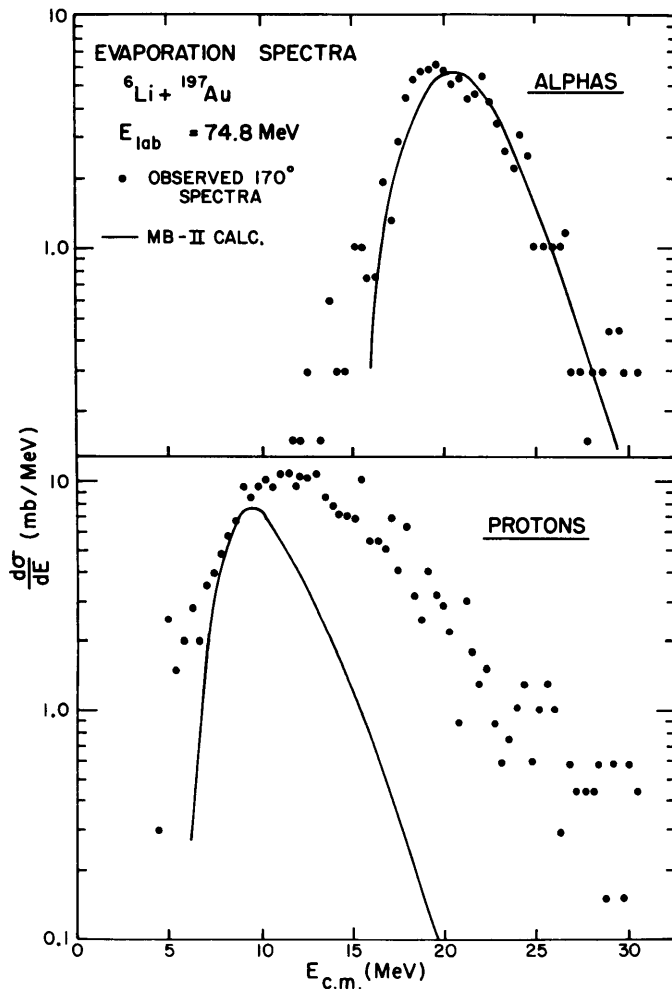 EVAPORATION SPECTRA
⁶Li + ¹⁹⁷Au
E_lab = 74.8 MeV
• OBSERVED 170° SPECTRA
— MB-II CALC.
ALPHAS
1.0
10
PROTONS
dσ/dE (mb/MeV)
1.0
0.1
0 5 10 15 20 25 30
E_c.m. (MeV)